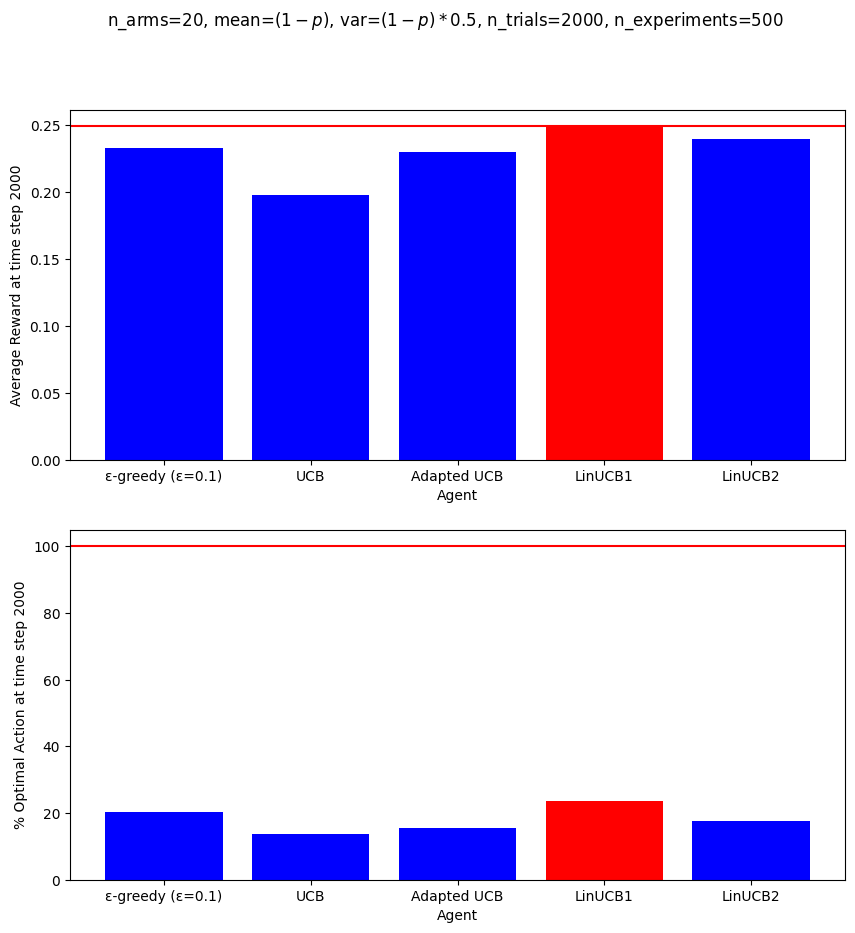 n_arms=20, mean=(1 − p), var=(1 − p) * 0.5, n_trials=2000, n_experiments=500
Average Reward at time step 2000
0.25
0.20
0.15
0.10
0.05
0.00
ε-greedy (ε=0.1) UCB Adapted UCB LinUCB1 LinUCB2
Agent
% Optimal Action at time step 2000
100
80
60
40
20
0
ε-greedy (ε=0.1) UCB Adapted UCB LinUCB1 LinUCB2
Agent